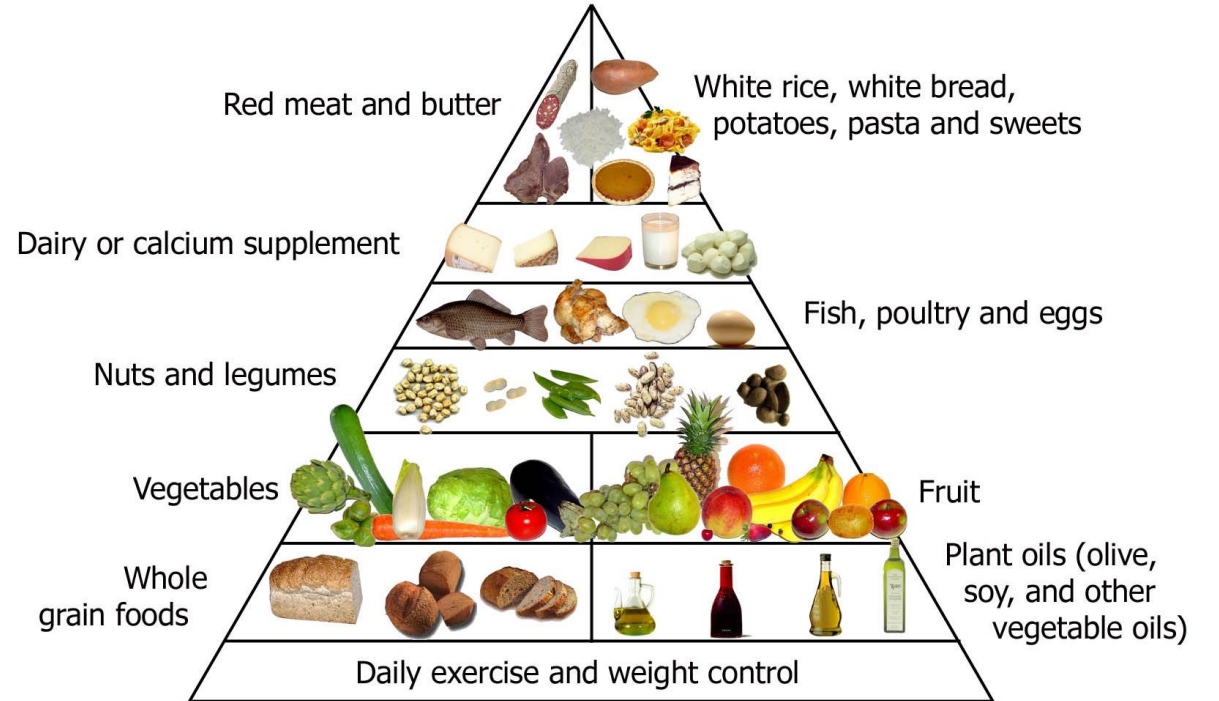 Red meat and butter
White rice, white bread,
potatoes, pasta and sweets
Dairy or calcium supplement
Fish, poultry and eggs
Nuts and legumes
Vegetables
Fruit
Whole
grain foods
Plant oils (olive,
soy, and other
vegetable oils)
Daily exercise and weight control